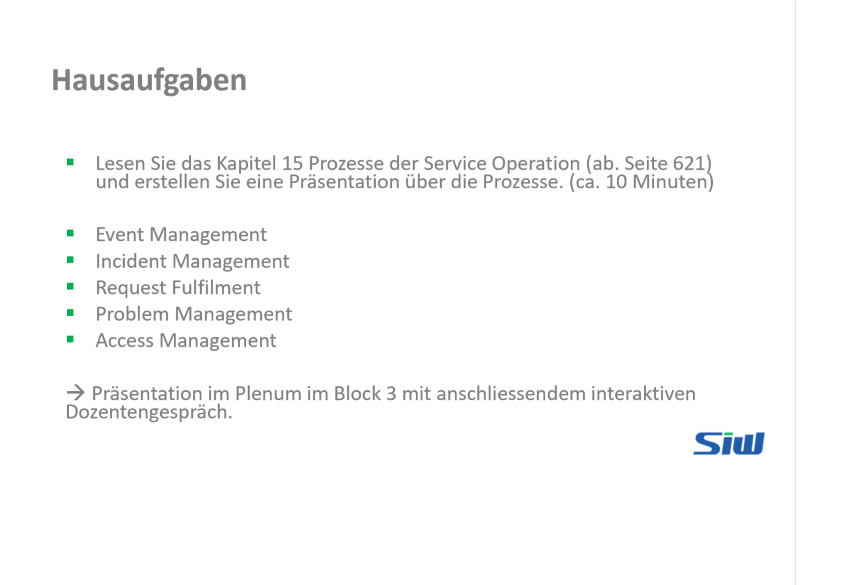 Hausaufgaben
▪ Lesen Sie das Kapitel 15 Prozesse der Service Operation (ab. Seite 621)
und erstellen Sie eine Präsentation über die Prozesse. (ca. 10 Minuten)
▪ Event Management
▪ Incident Management
▪ Request Fulfilment
▪ Problem Management
▪ Access Management
→ Präsentation im Plenum im Block 3 mit anschliessendem interaktiven
Dozentengespräch.
SiW